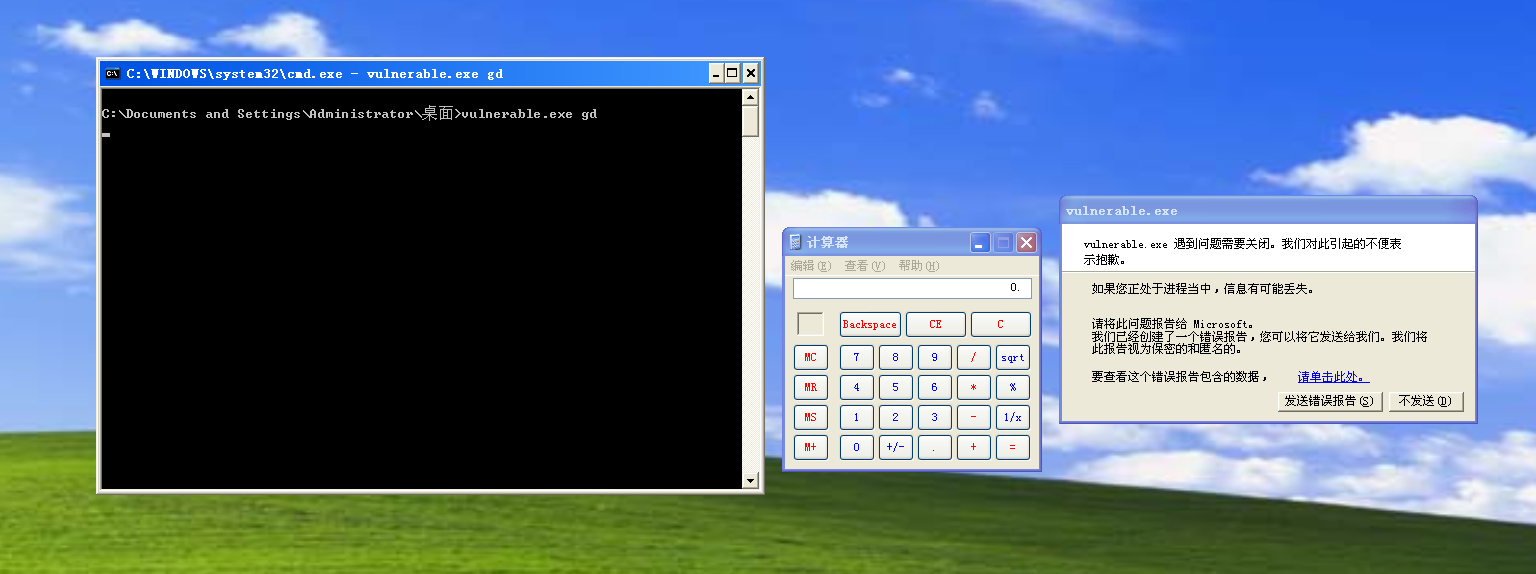 C:\WINDOWS\system32\cmd.exe - vulnerable.exe gd
C:\Documents and Settings\Administrator\桌面>vulnerable.exe gd
计算器
编辑(E) 查看(V) 帮助(H)
0.
Backspace CE C
MC 7 8 9 / sqrt
MR 4 5 6 * %
MS 1 2 3 - 1/x
M+ 0 +/- . + =
vulnerable.exe
vulnerable.exe 遇到问题需要关闭。我们对此引起的不便表
示抱歉。
如果您正处于进程当中，信息有可能丢失。
请将此问题报告给 Microsoft。
我们已经创建了一个错误报告，您可以将它发送给我们。我们将
此报告视为保密的和匿名的。
要查看这个错误报告包含的数据， 请单击此处。
发送错误报告(S) 不发送(D)